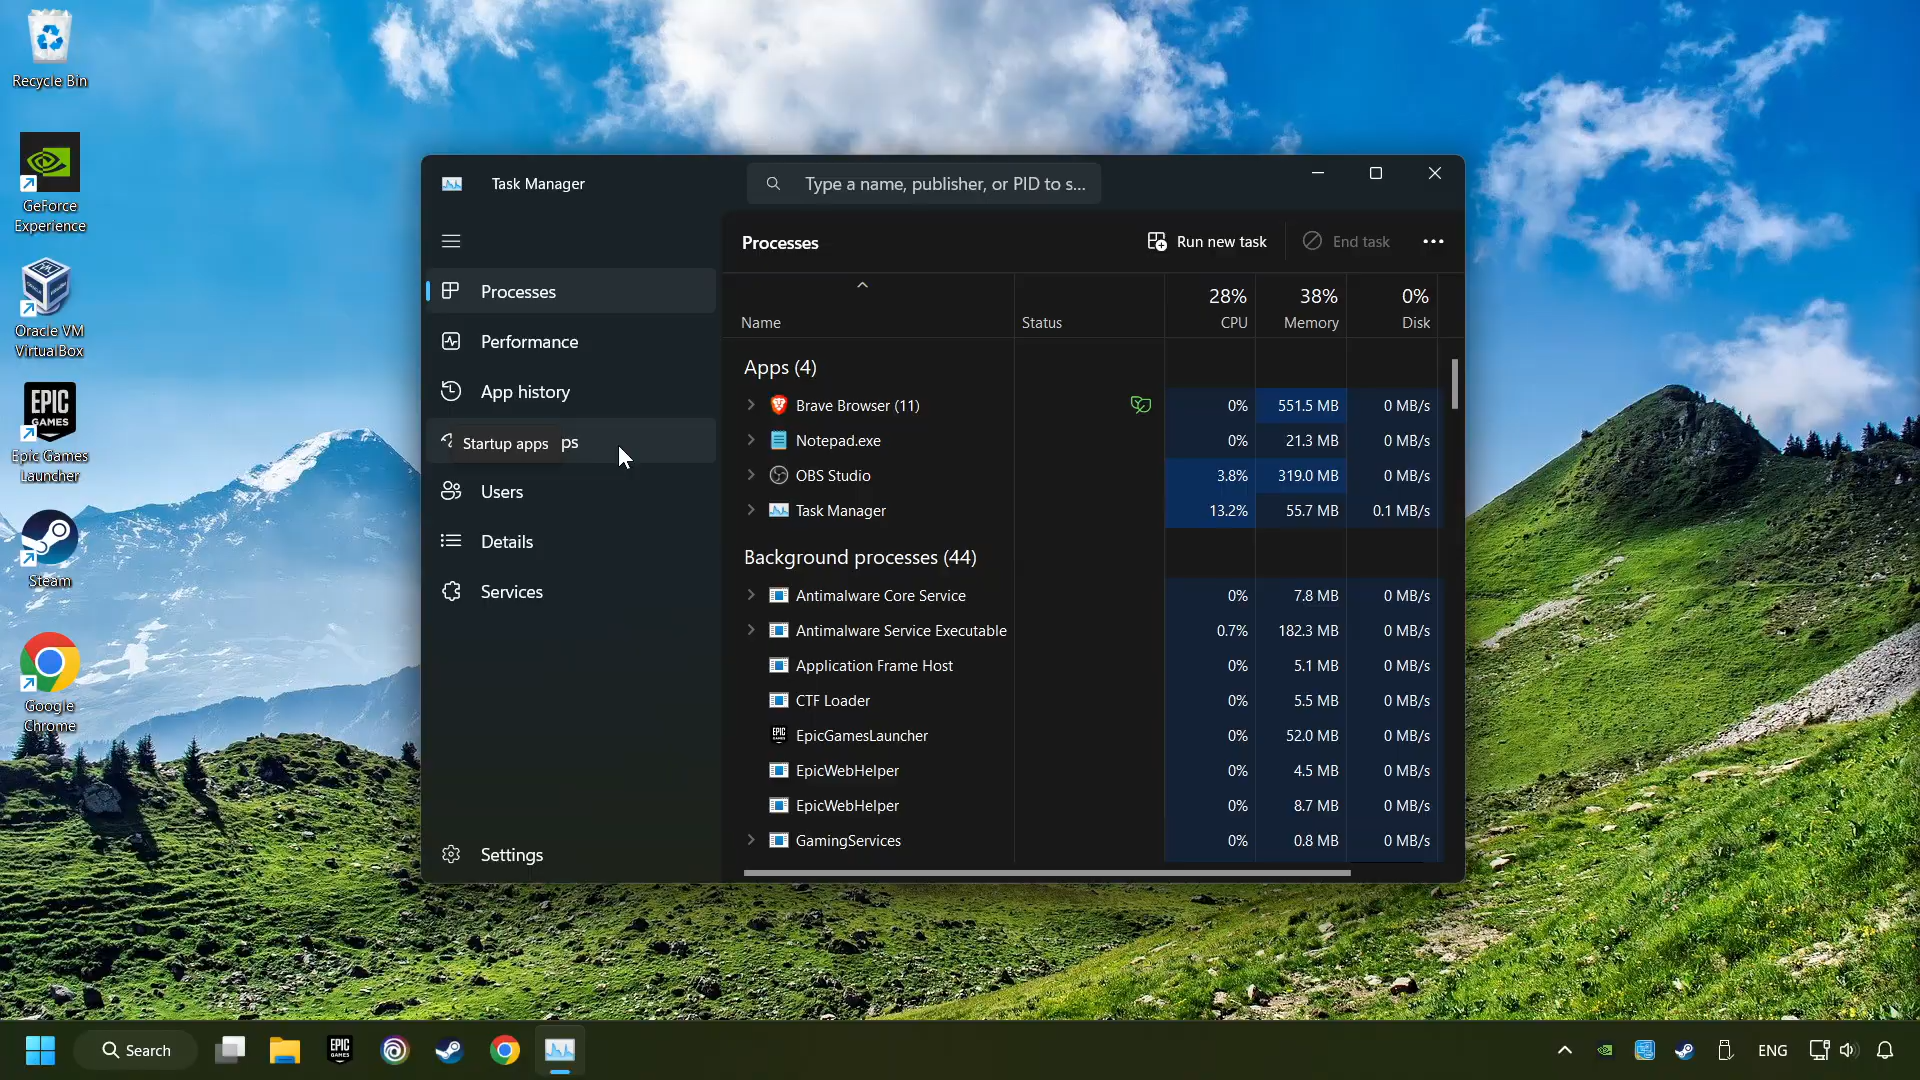 Recycle Bin
GeForce
Experience
Oracle VM
VirtualBox
EPIC
GAMES
Epic Games
Launcher
Steam
Google
Chrome
Task Manager
Type a name, publisher, or PID to s...
Processes
Performance
App history
Startup apps
ps
Users
Details
Services
Settings
Processes
Run new task
End task
Name
Status
28%
CPU
38%
Memory
0%
Disk
Apps (4)
Brave Browser (11) 0% 551.5 MB 0 MB/s
Notepad.exe 0% 21.3 MB 0 MB/s
OBS Studio 3.8% 319.0 MB 0 MB/s
Task Manager 13.2% 55.7 MB 0.1 MB/s
Background processes (44)
Antimalware Core Service 0% 7.8 MB 0 MB/s
Antimalware Service Executable 0.7% 182.3 MB 0 MB/s
Application Frame Host 0% 5.1 MB 0 MB/s
CTF Loader 0% 5.5 MB 0 MB/s
EpicGamesLauncher 0% 52.0 MB 0 MB/s
EpicWebHelper 0% 4.5 MB 0 MB/s
EpicWebHelper 0% 8.7 MB 0 MB/s
GamingServices 0% 0.8 MB 0 MB/s
Search
EPIC
GAMES
ENG